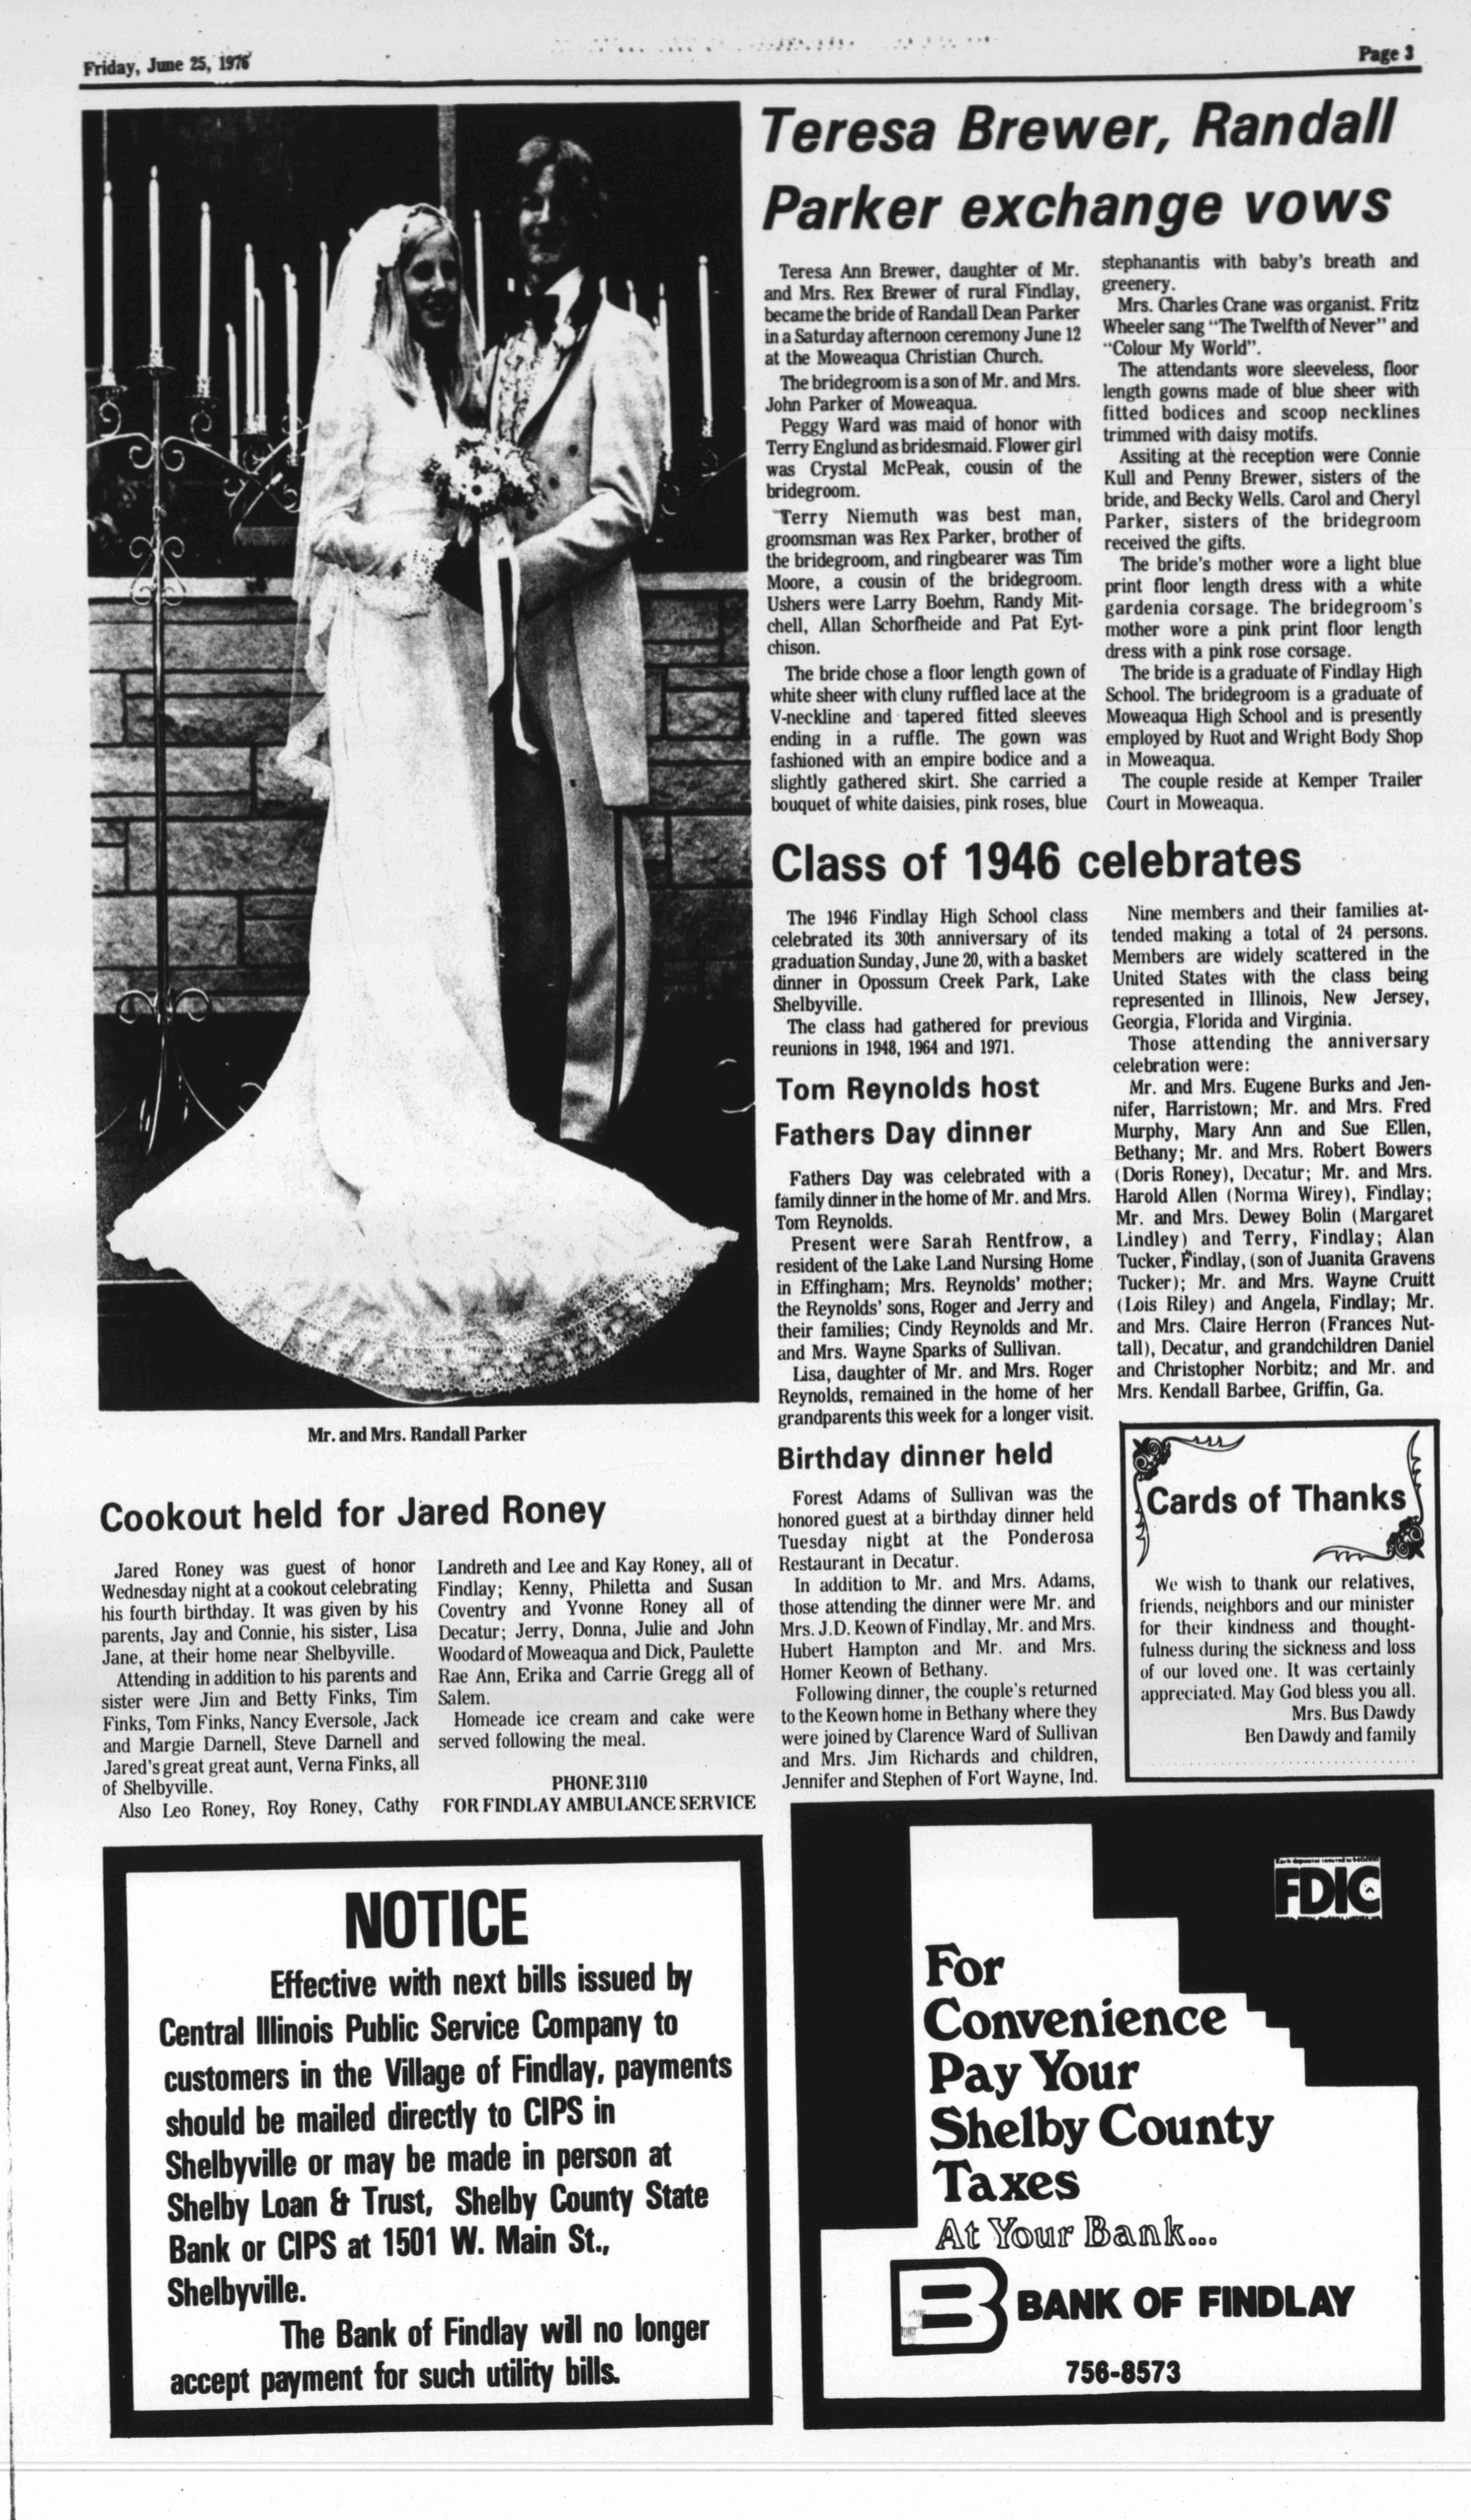 Friday, June 25, 1976
Page 3
Teresa Brewer, Randall
Parker exchange vows
Teresa Ann Brewer, daughter of Mr.
and Mrs. Rex Brewer of rural Findlay,
became the bride of Randall Dean Parker
in a Saturday afternoon ceremony June 12
at the Moweaqua Christian Church.
The bridegroom is a son of Mr. and Mrs.
John Parker of Moweaqua.
Peggy Ward was maid of honor with
Terry Englund as bridesmaid. Flower girl
was Crystal McPeak, cousin of the
bridegroom.
Terry Niemuth was best man,
groomsman was Rex Parker, brother of
the bridegroom, and ringbearer was Tim
Moore, a cousin of the bridegroom.
Ushers were Larry Boehm, Randy Mit-
chell, Allan Schorfheide and Pat Eyt-
chison.
The bride chose a floor length gown of
white sheer with cluny ruffled lace at the
V-neckline and tapered fitted sleeves
ending in a ruffle. The gown was
fashioned with an empire bodice and a
slightly gathered skirt. She carried a
bouquet of white daisies, pink roses, blue
stephanantis with baby's breath and
greenery.
Mrs. Charles Crane was organist. Fritz
Wheeler sang "The Twelfth of Never" and
"Colour My World".
The attendants wore sleeveless, floor
length gowns made of blue sheer with
fitted bodices and scoop necklines
trimmed with daisy motifs.
Assiting at the reception were Connie
Kull and Penny Brewer, sisters of the
bride, and Becky Wells. Carol and Cheryl
Parker, sisters of the bridegroom
received the gifts.
The bride's mother wore a light blue
print floor length dress with a white
gardenia corsage. The bridegroom's
mother wore a pink print floor length
dress with a pink rose corsage.
The bride is a graduate of Findlay High
School. The bridegroom is a graduate of
Moweaqua High School and is presently
employed by Ruot and Wright Body Shop
in Moweaqua.
The couple reside at Kemper Trailer
Court in Moweaqua.
Mr. and Mrs. Randall Parker
Class of 1946 celebrates
The 1946 Findlay High School class
celebrated its 30th anniversary of its
graduation Sunday, June 20, with a basket
dinner in Opossum Creek Park, Lake
Shelbyville.
The class had gathered for previous
reunions in 1948, 1964 and 1971.
Nine members and their families at-
tended making a total of 24 persons.
Members are widely scattered in the
United States with the class being
represented in Illinois, New Jersey,
Georgia, Florida and Virginia.
Those attending the anniversary
celebration were:
Mr. and Mrs. Eugene Burks and Jen-
nifer, Harristown; Mr. and Mrs. Fred
Murphy, Mary Ann and Sue Ellen,
Bethany; Mr. and Mrs. Robert Bowers
(Doris Roney), Decatur; Mr. and Mrs.
Harold Allen (Norma Wirey), Findlay;
Mr. and Mrs. Dewey Bolin (Margaret
Lindley) and Terry, Findlay; Alan
Tucker, Findlay, (son of Juanita Gravens
Tucker); Mr. and Mrs. Wayne Cruitt
(Lois Riley) and Angela, Findlay; Mr.
and Mrs. Claire Herron (Frances Nut-
tall), Decatur, and grandchildren Daniel
and Christopher Norbitz; and Mr. and
Mrs. Kendall Barbee, Griffin, Ga.
Tom Reynolds host
Fathers Day dinner
Fathers Day was celebrated with a
family dinner in the home of Mr. and Mrs.
Tom Reynolds.
Present were Sarah Rentfrow, a
resident of the Lake Land Nursing Home
in Effingham; Mrs. Reynolds' mother;
the Reynolds' sons, Roger and Jerry and
their families; Cindy Reynolds and Mr.
and Mrs. Wayne Sparks of Sullivan.
Lisa, daughter of Mr. and Mrs. Roger
Reynolds, remained in the home of her
grandparents this week for a longer visit.
Birthday dinner held
Forest Adams of Sullivan was the
honored guest at a birthday dinner held
Tuesday night at the Ponderosa
Restaurant in Decatur.
In addition to Mr. and Mrs. Adams,
those attending the dinner were Mr. and
Mrs. J.D. Keown of Findlay, Mr. and Mrs.
Hubert Hampton and Mr. and Mrs.
Homer Keown of Bethany.
Following dinner, the couple's returned
to the Keown home in Bethany where they
were joined by Clarence Ward of Sullivan
and Mrs. Jim Richards and children,
Jennifer and Stephen of Fort Wayne, Ind.
Cards of Thanks
We wish to thank our relatives,
friends, neighbors and our minister
for their kindness and thought-
fulness during the sickness and loss
of our loved one. It was certainly
appreciated. May God bless you all.
Mrs. Bus Dawdy
Ben Dawdy and family
Cookout held for Jared Roney
Jared Roney was guest of honor
Wednesday night at a cookout celebrating
his fourth birthday. It was given by his
parents, Jay and Connie, his sister, Lisa
Jane, at their home near Shelbyville.
Attending in addition to his parents and
sister were Jim and Betty Finks, Tim
Finks, Tom Finks, Nancy Eversole, Jack
and Margie Darnell, Steve Darnell and
Jared's great great aunt, Verna Finks, all
of Shelbyville.
Also Leo Roney, Roy Roney, Cathy
Landreth and Lee and Kay Roney, all of
Findlay; Kenny, Philetta and Susan
Coventry and Yvonne Roney all of
Decatur; Jerry, Donna, Julie and John
Woodard of Moweaqua and Dick, Paulette
Rae Ann, Erika and Carrie Gregg all of
Salem.
Homeade ice cream and cake were
served following the meal.
PHONE 3110
FOR FINDLAY AMBULANCE SERVICE
NOTICE
Effective with next bills issued by
Central Illinois Public Service Company to
customers in the Village of Findlay, payments
should be mailed directly to CIPS in
Shelbyville or may be made in person at
Shelby Loan & Trust, Shelby County State
Bank or CIPS at 1501 W. Main St.,
Shelbyville.
The Bank of Findlay will no longer
accept payment for such utility bills.
FDIC
For
Convenience
Pay Your
Shelby County
Taxes
At Your Bank...
B BANK OF FINDLAY
756-8573